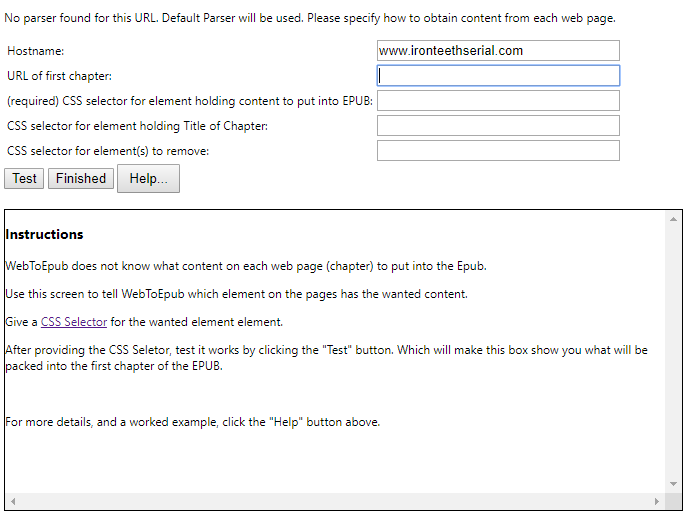 No parser found for this URL. Default Parser will be used. Please specify how to obtain content from each web page.
Hostname: www.ironteethserial.com
URL of first chapter:
(required) CSS selector for element holding content to put into EPUB:
CSS selector for element holding Title of Chapter:
CSS selector for element(s) to remove:
Test Finished Help...
Instructions
WebToEpub does not know what content on each web page (chapter) to put into the Epub.
Use this screen to tell WebToEpub which element on the pages has the wanted content.
Give a CSS Selector for the wanted element element.
After providing the CSS Seletor, test it works by clicking the "Test" button. Which will make this box show you what will be
packed into the first chapter of the EPUB.
For more details, and a worked example, click the "Help" button above.